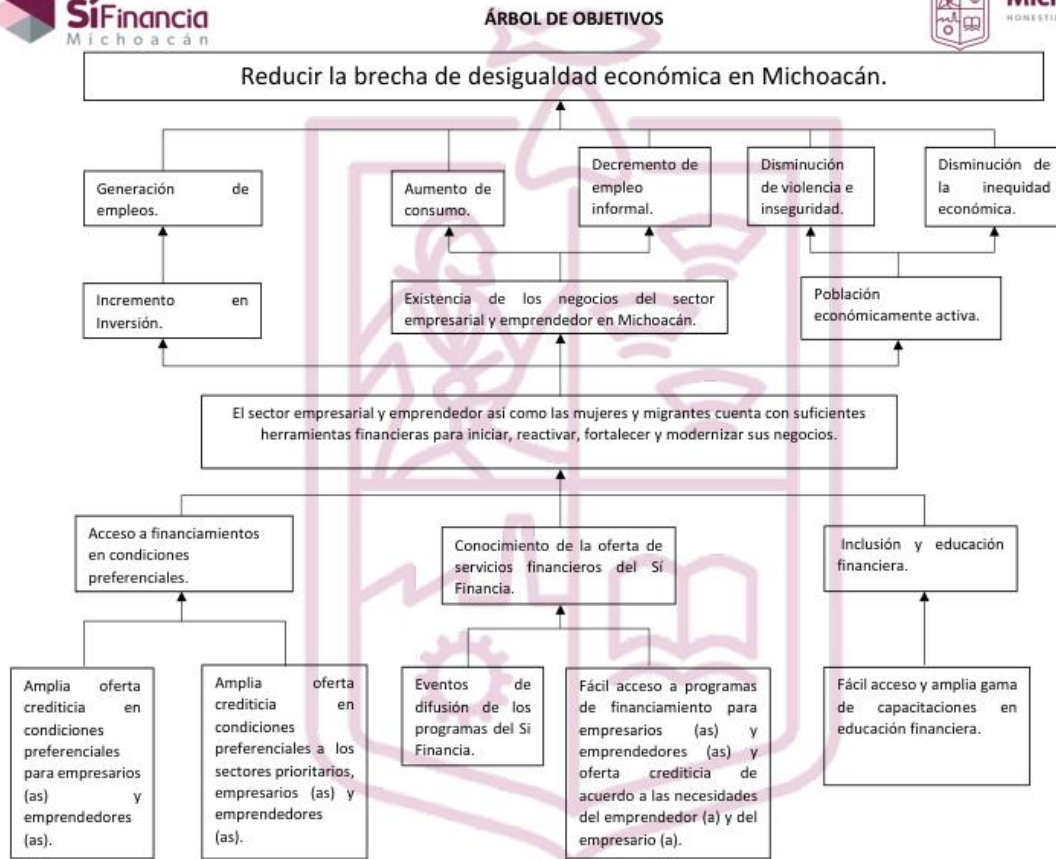 SíFinancia
Michoacán
ÁRBOL DE OBJETIVOS
HONESTI
Reducir la brecha de desigualdad económica en Michoacán.
Generación de
empleos.
Aumento de
consumo.
Decremento de
empleo
informal.
Disminución
de violencia e
inseguridad.
Disminución de
la inequidad
económica.
Incremento en
Inversión.
Existencia de los negocios del sector
empresarial y emprendedor en Michoacán.
Población
económicamente activa.
El sector empresarial y emprendedor así como las mujeres y migrantes cuenta con suficientes
herramientas financieras para iniciar, reactivar, fortalecer y modernizar sus negocios.
Acceso a financiamientos
en condiciones
preferenciales.
Conocimiento de la oferta de
servicios financieros del Sí
Financia.
Inclusión y educación
financiera.
Amplia oferta
crediticia en
condiciones
preferenciales
para empresarios
(as) y
emprendedores
(as).
Amplia oferta
crediticia en
condiciones
preferenciales a los
sectores prioritarios,
empresarios (as) y
emprendedores
(as).
Eventos de
difusión de los
programas del Si
Financia.
Fácil acceso a programas
de financiamiento para
empresarios (as) y
emprendedores (as) y
oferta crediticia de
acuerdo a las necesidades
del emprendedor (a) y del
empresario (a).
Fácil acceso y amplia gama
de capacitaciones en
educación financiera.